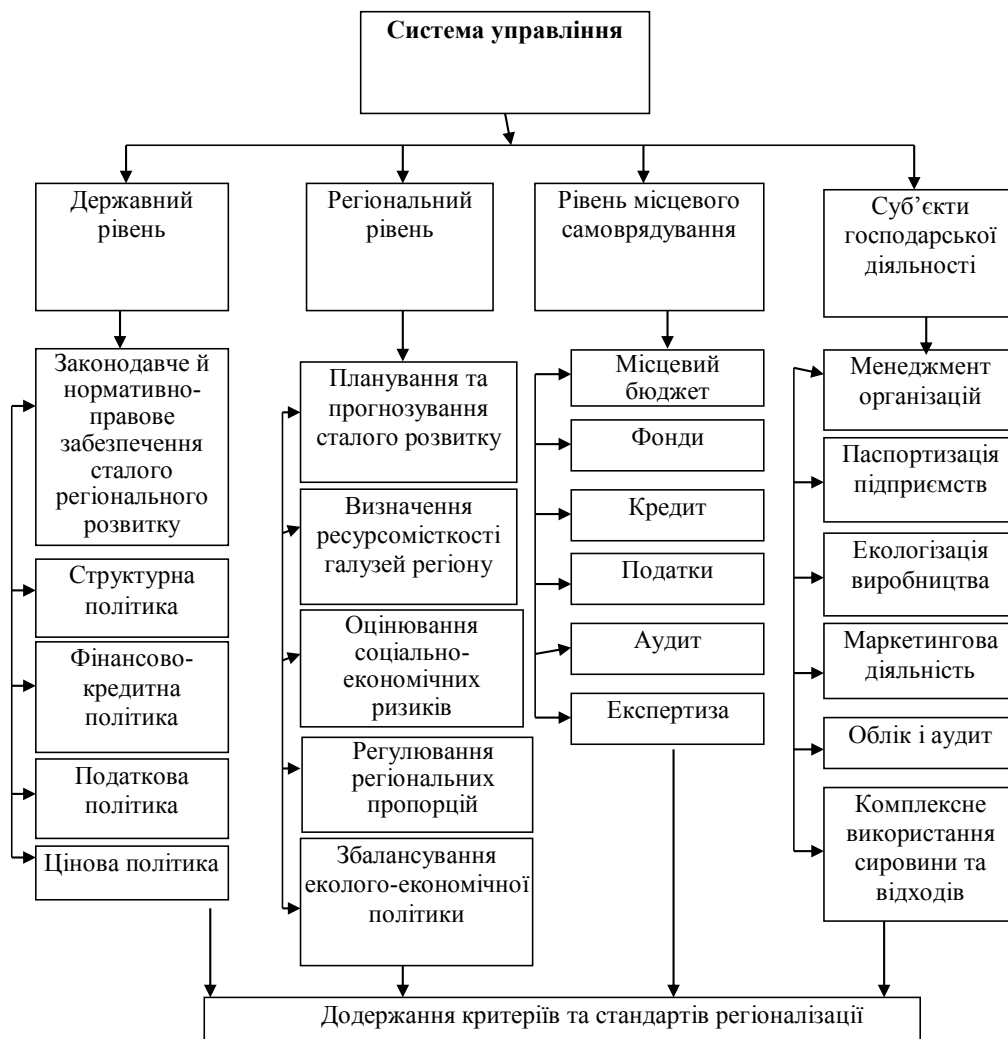 Система управління
Державний
рівень
Регіональний
рівень
Рівень місцевого
самоврядування
Суб’єкти
господарської
діяльності
Законодавче й
нормативно-
правове
забезпечення
сталого
регіонального
розвитку
Структурна
політика
Фінансово-
кредитна
політика
Податкова
політика
Цінова політика
Планування та
прогнозування
сталого розвитку
Визначення
ресурсомісткості
галузей регіону
Оцінювання
соціально-
економічних
ризиків
Регулювання
регіональних
пропорцій
Збалансування
еколого-економічної
політики
Місцевий
бюджет
Фонди
Кредит
Податки
Аудит
Експертиза
Менеджмент
організацій
Паспортизація
підприємств
Екологізація
виробництва
Маркетингова
діяльність
Облік і аудит
Комплексне
використання
сировини та
відходів
Додержання критеріїв та стандартів регіоналізації